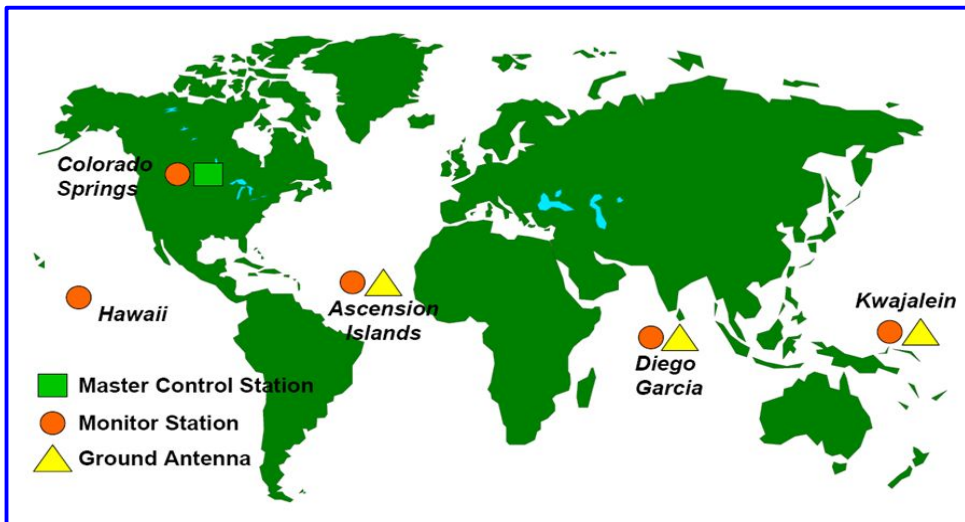 Colorado
Springs
Hawaii
Ascension
Islands
Kwajalein
Diego
Garcia
Master Control Station
Monitor Station
Ground Antenna